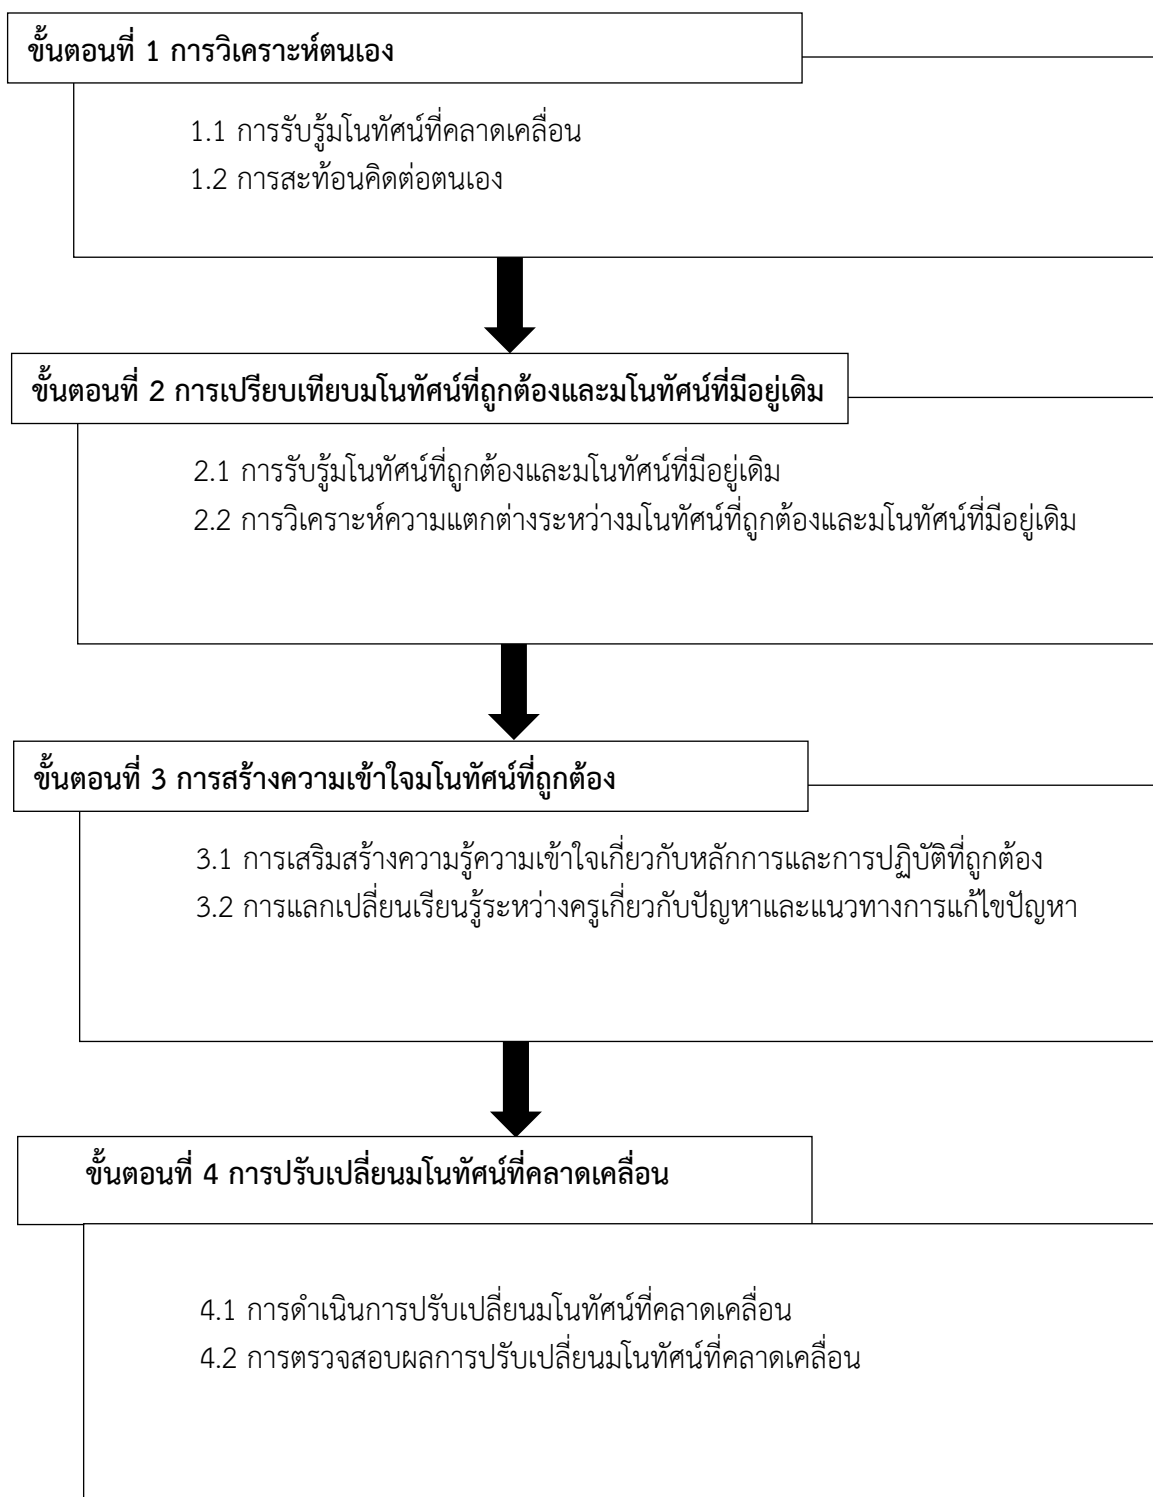 ขั้นตอนที่ 1 การวิเคราะห์ตนเอง
1.1 การรับรู้มโนทัศน์ที่คลาดเคลื่อน
1.2 การสะท้อนคิดต่อตนเอง
ขั้นตอนที่ 2 การเปรียบเทียบมโนทัศน์ที่ถูกต้องและมโนทัศน์ที่มีอยู่เดิม
2.1 การรับรู้มโนทัศน์ที่ถูกต้องและมโนทัศน์ที่มีอยู่เดิม
2.2 การวิเคราะห์ความแตกต่างระหว่างมโนทัศน์ที่ถูกต้องและมโนทัศน์ที่มีอยู่เดิม
ขั้นตอนที่ 3 การสร้างความเข้าใจมโนทัศน์ที่ถูกต้อง
3.1 การเสริมสร้างความรู้ความเข้าใจเกี่ยวกับหลักการและการปฏิบัติที่ถูกต้อง
3.2 การแลกเปลี่ยนเรียนรู้ระหว่างครูเกี่ยวกับปัญหาและแนวทางการแก้ไขปัญหา
ขั้นตอนที่ 4 การปรับเปลี่ยนมโนทัศน์ที่คลาดเคลื่อน
4.1 การดำเนินการปรับเปลี่ยนมโนทัศน์ที่คลาดเคลื่อน
4.2 การตรวจสอบผลการปรับเปลี่ยนมโนทัศน์ที่คลาดเคลื่อน